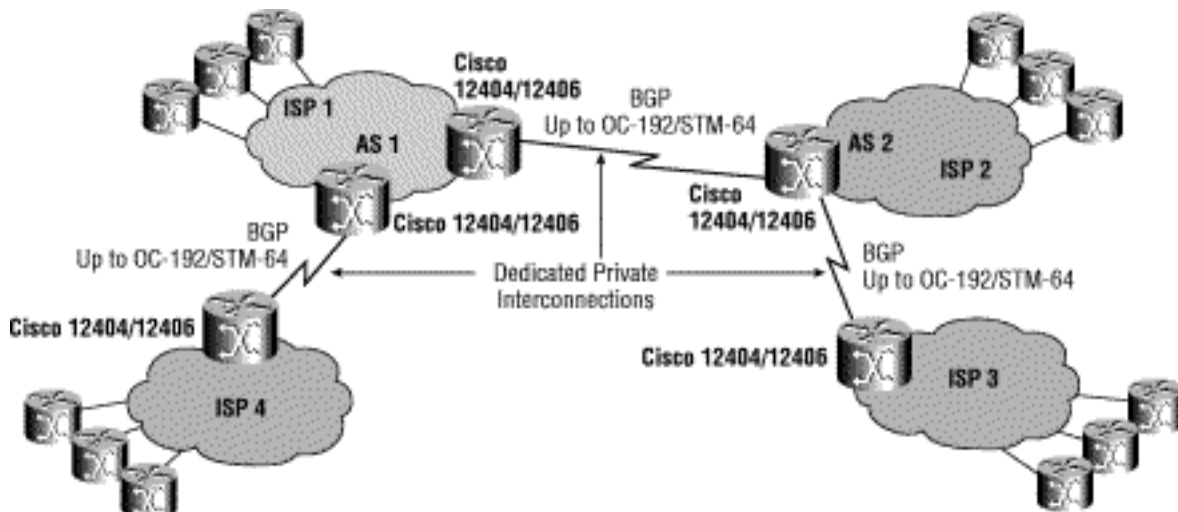 ISP 1
AS 1
Cisco
12404/12406
BGP
Up to OC-192/STM-64
AS 2
ISP 2
Cisco
12404/12406
Cisco 12404/12406
BGP
Up to OC-192/STM-64
Dedicated Private
Interconnections
BGP
Up to OC-192/STM-64
Cisco 12404/12406
ISP 4
Cisco 12404/12406
ISP 3